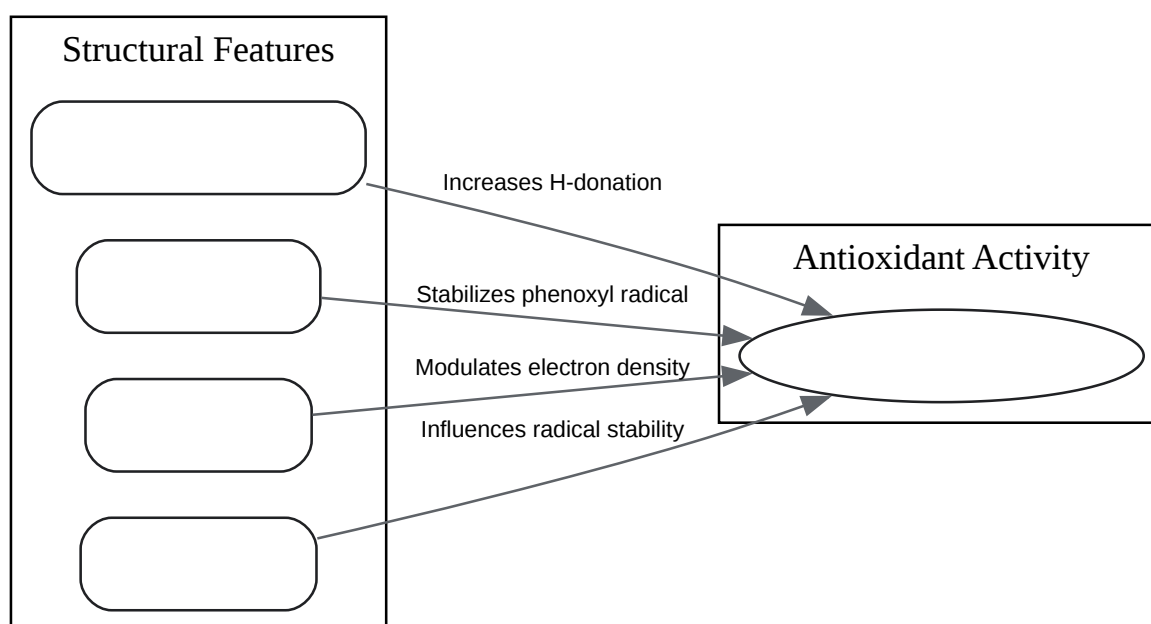 Structural Features
Increases H-donation
Antioxidant Activity
Stabilizes phenoxyl radical
Modulates electron density
Influences radical stability